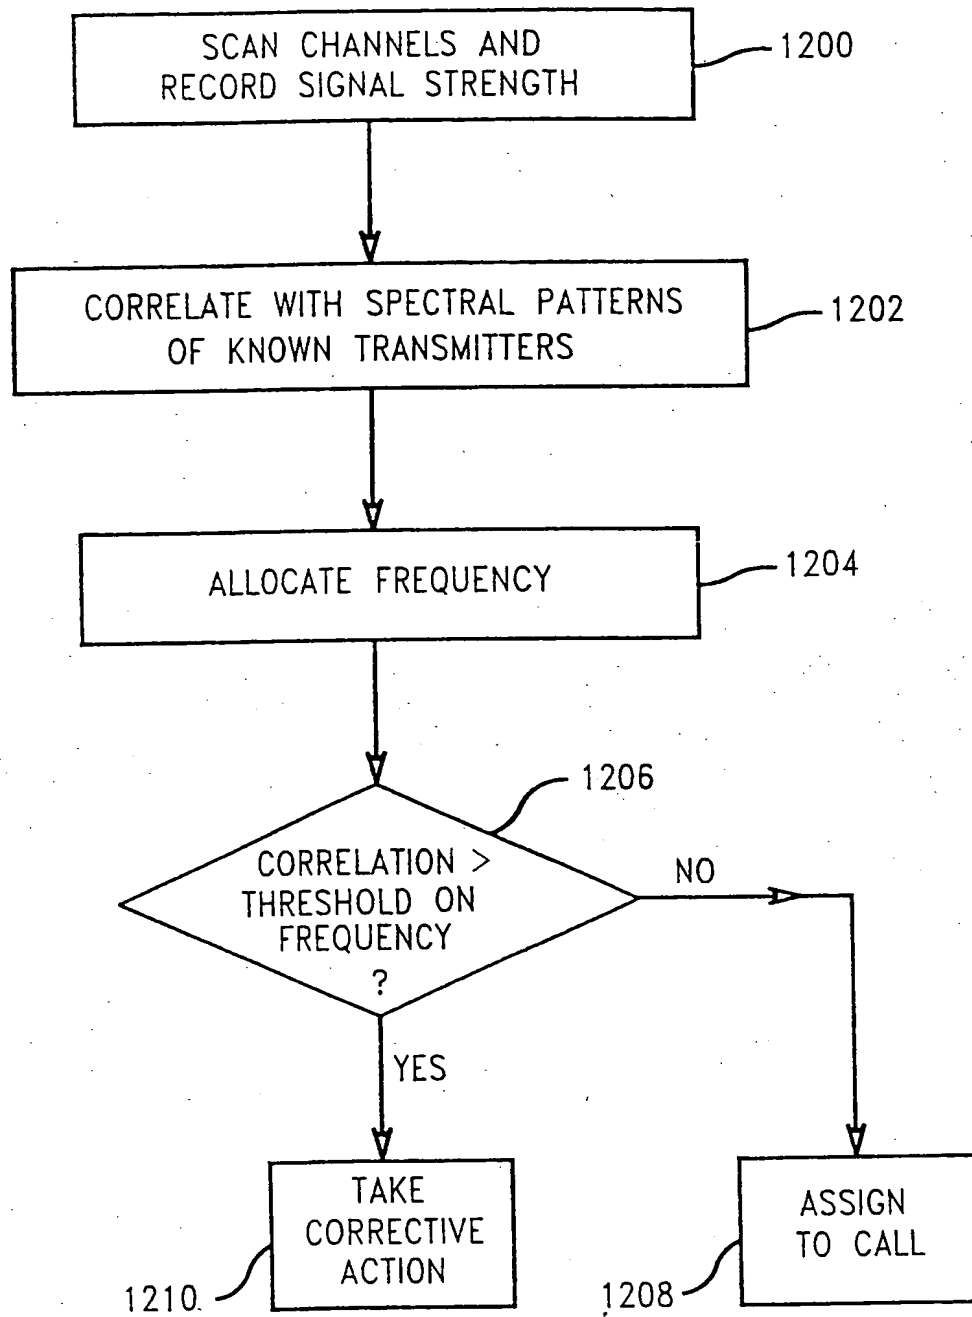 SCAN CHANNELS AND
RECORD SIGNAL STRENGTH
1200
CORRELATE WITH SPECTRAL PATTERNS
OF KNOWN TRANSMITTERS
1202
ALLOCATE FREQUENCY
1204
1206
CORRELATION >
THRESHOLD ON
FREQUENCY
?
NO
YES
TAKE
CORRECTIVE
ACTION
1210
ASSIGN
TO CALL
1208